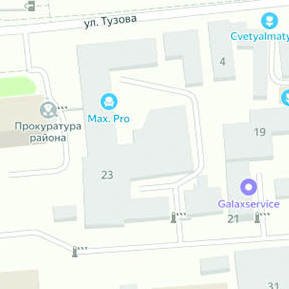 ул. Тузова
Cvetyalmaty
4
Max. Pro
Прокуратура
района
19
23
Galaxservice
21
31